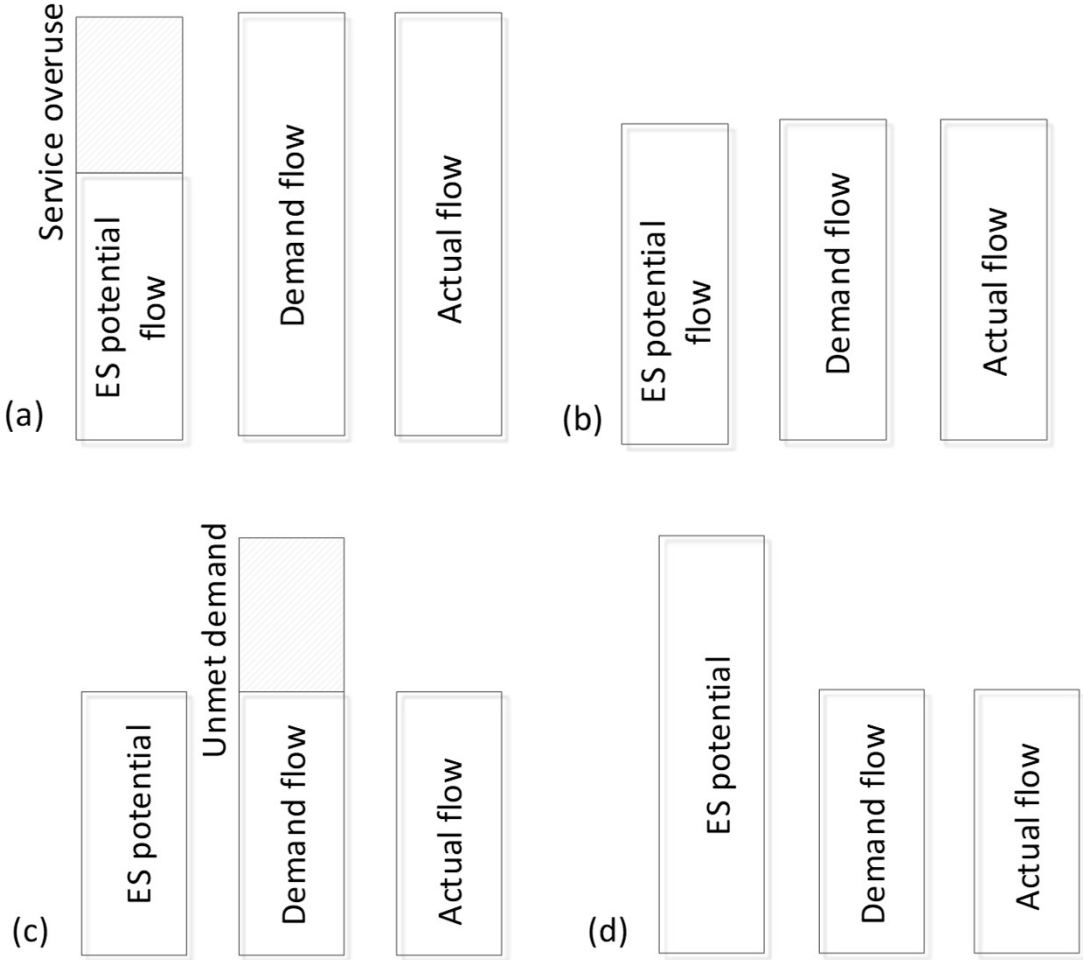 Service overuse
ES potential
flow
Demand flow
Actual flow
(a)
ES potential
flow
Demand flow
Actual flow
(b)
Unmet demand
ES potential
Demand flow
Actual flow
(c)
ES potential
Demand flow
Actual flow
(d)